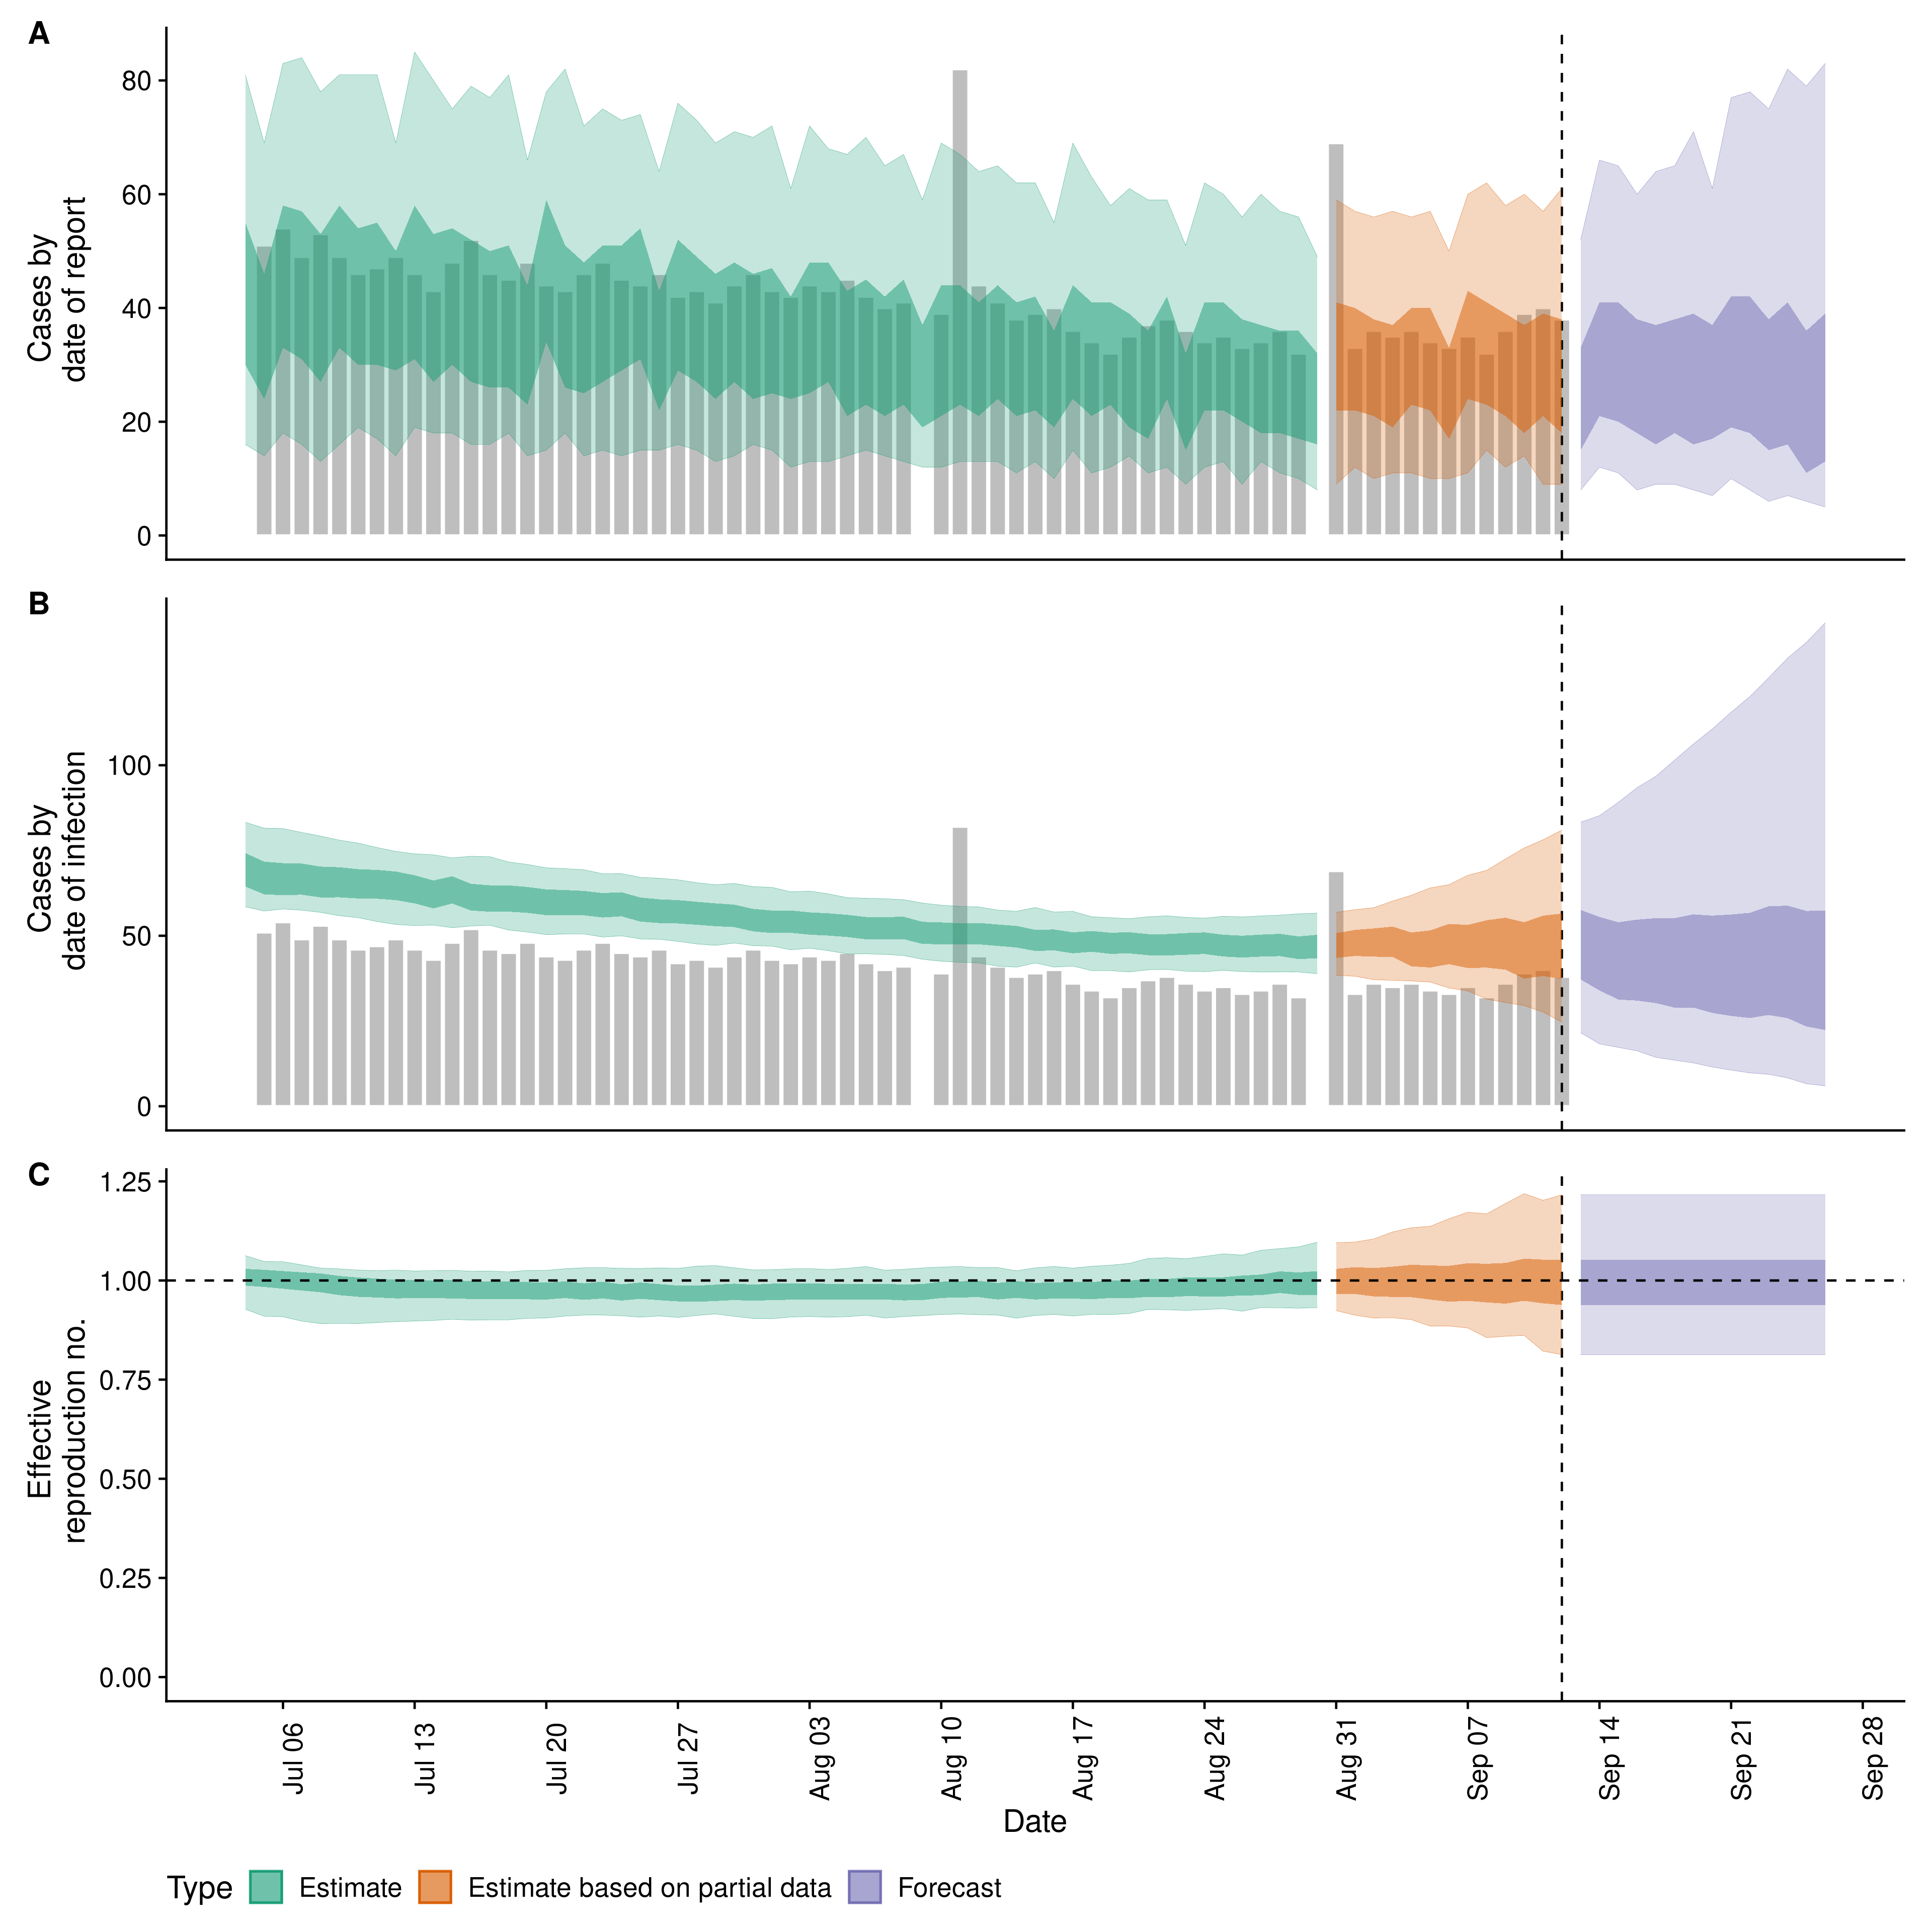 A
80
60
40
20
0
Cases by
date of report
B
100
50
0
Cases by
date of infection
C
1.25
1.00
0.75
0.50
0.25
0.00
Effective
reproduction no.
Jul 06
Jul 13
Jul 20
Jul 27
Aug 03
Aug 10
Aug 17
Aug 24
Aug 31
Sep 07
Sep 14
Sep 21
Sep 28
Date
Type Estimate Estimate based on partial data Forecast